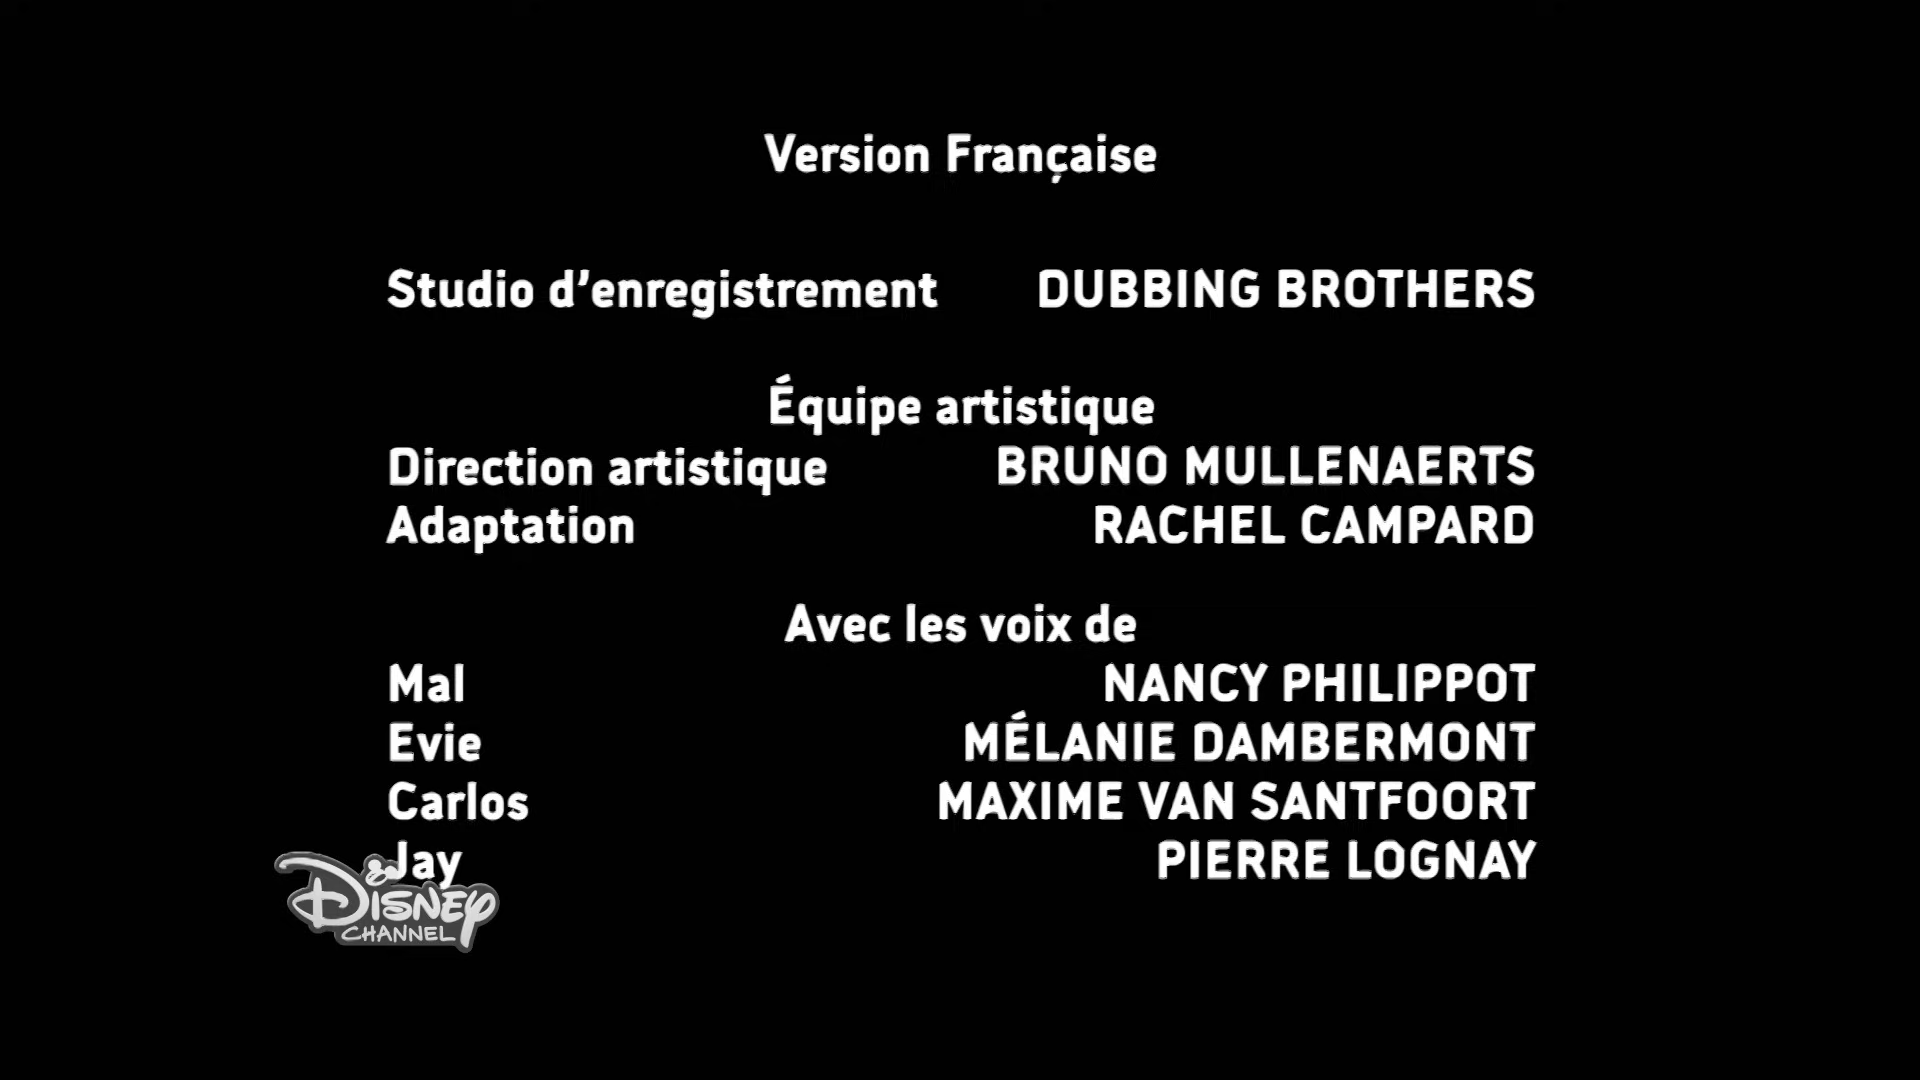 Version Française
Studio d’enregistrement DUBBING BROTHERS
Équipe artistique
Direction artistique BRUNO MULLENAERTS
Adaptation RACHEL CAMPARD
Avec les voix de
Mal NANCY PHILIPPOT
Evie MÉLANIE DAMBERMONT
Carlos MAXIME VAN SANTFOORT
Jay PIERRE LOGNAY
DISNEY
CHANNEL